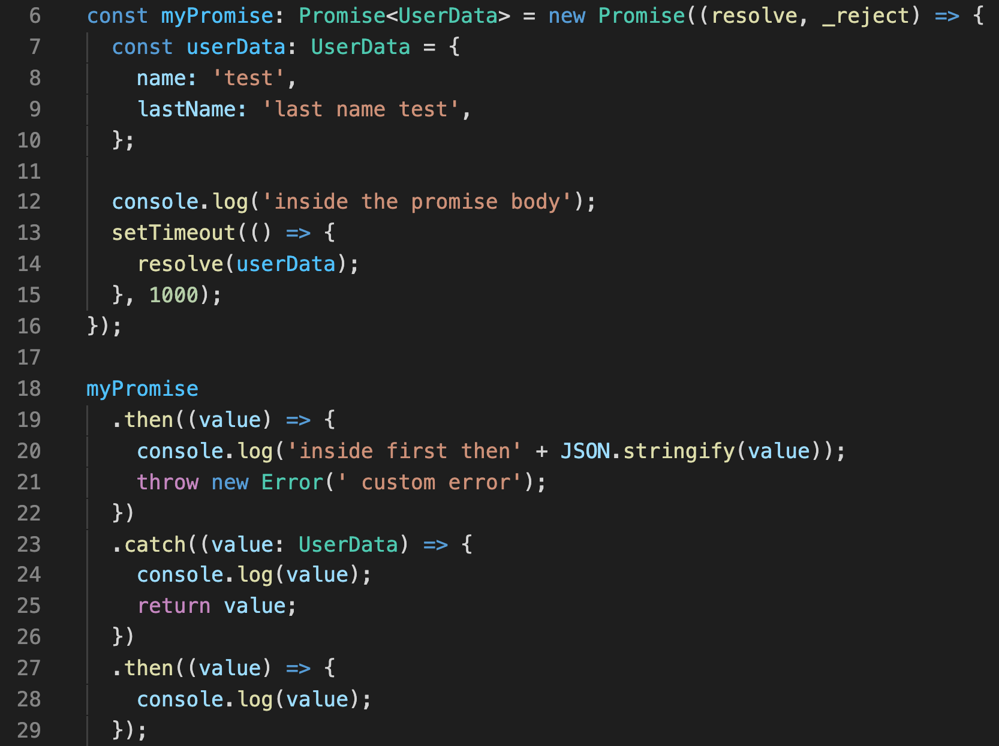 6 const myPromise: Promise<UserData> = new Promise((resolve, _reject) => {
7   const userData: UserData = {
8     name: 'test',
9     lastName: 'last name test',
10   };
11
12   console.log('inside the promise body');
13   setTimeout(() => {
14     resolve(userData);
15   }, 1000);
16 });
17
18 myPromise
19   .then((value) => {
20     console.log('inside first then' + JSON.stringify(value));
21     throw new Error(' custom error');
22   })
23   .catch((value: UserData) => {
24     console.log(value);
25     return value;
26   })
27   .then((value) => {
28     console.log(value);
29   });